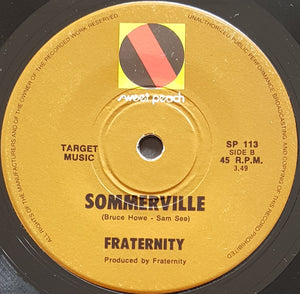 ALL RIGHTS OF THE MANUFACTURERS AND OF THE OWNER OF THE RECORDED WORK RESERVED
UNAUTHORIZED PUBLIC PERFORMANCE BROADCASTING AND COPYING OF THIS RECORD PROHIBITED
sweet peach
TARGET
MUSIC
SP 113
SIDE B
45 R.P.M.
3.49
SOMMERVILLE
(Bruce Howe - Sam See)
FRATERNITY
Produced by Fraternity